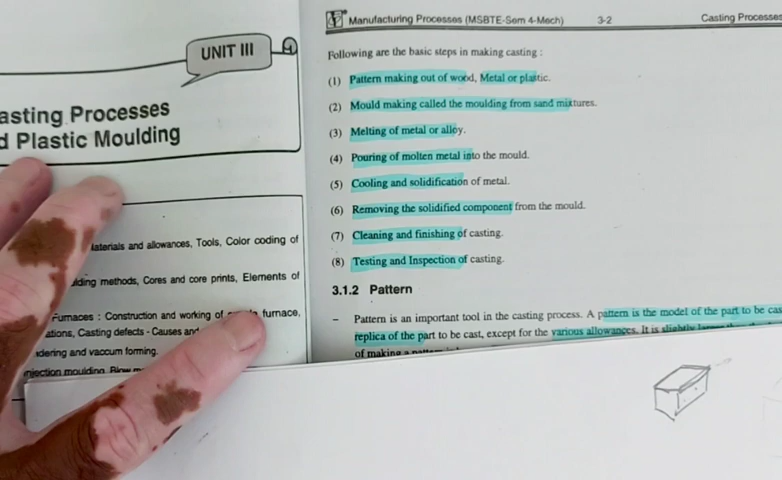 UNIT III
asting Processes
d Plastic Moulding
aterials and allowances, Tools, Color coding of
lding methods, Cores and core prints, Elements of
Furnaces : Construction and working of furnace,
ations, Casting defects - Causes and
dering and vaccum forming.
njection moulding, Blow m
Manufacturing Processes (MSBTE-Sem 4-Mech) 3-2 Casting Processes
Following are the basic steps in making casting :
(1) Pattern making out of wood, Metal or plastic.
(2) Mould making called the moulding from sand mixtures.
(3) Melting of metal or alloy.
(4) Pouring of molten metal into the mould.
(5) Cooling and solidification of metal.
(6) Removing the solidified component from the mould.
(7) Cleaning and finishing of casting.
(8) Testing and Inspection of casting.
3.1.2 Pattern
– Pattern is an important tool in the casting process. A pattern is the model of the part to be cas
replica of the part to be cast, except for the various allowances. It is slightly larger
of making a